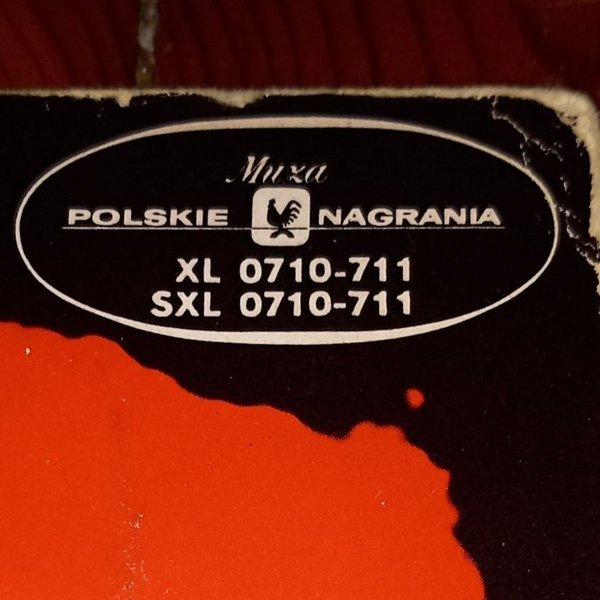 Muza
POLSKIE NAGRANIA
XL 0710-711
SXL 0710-711